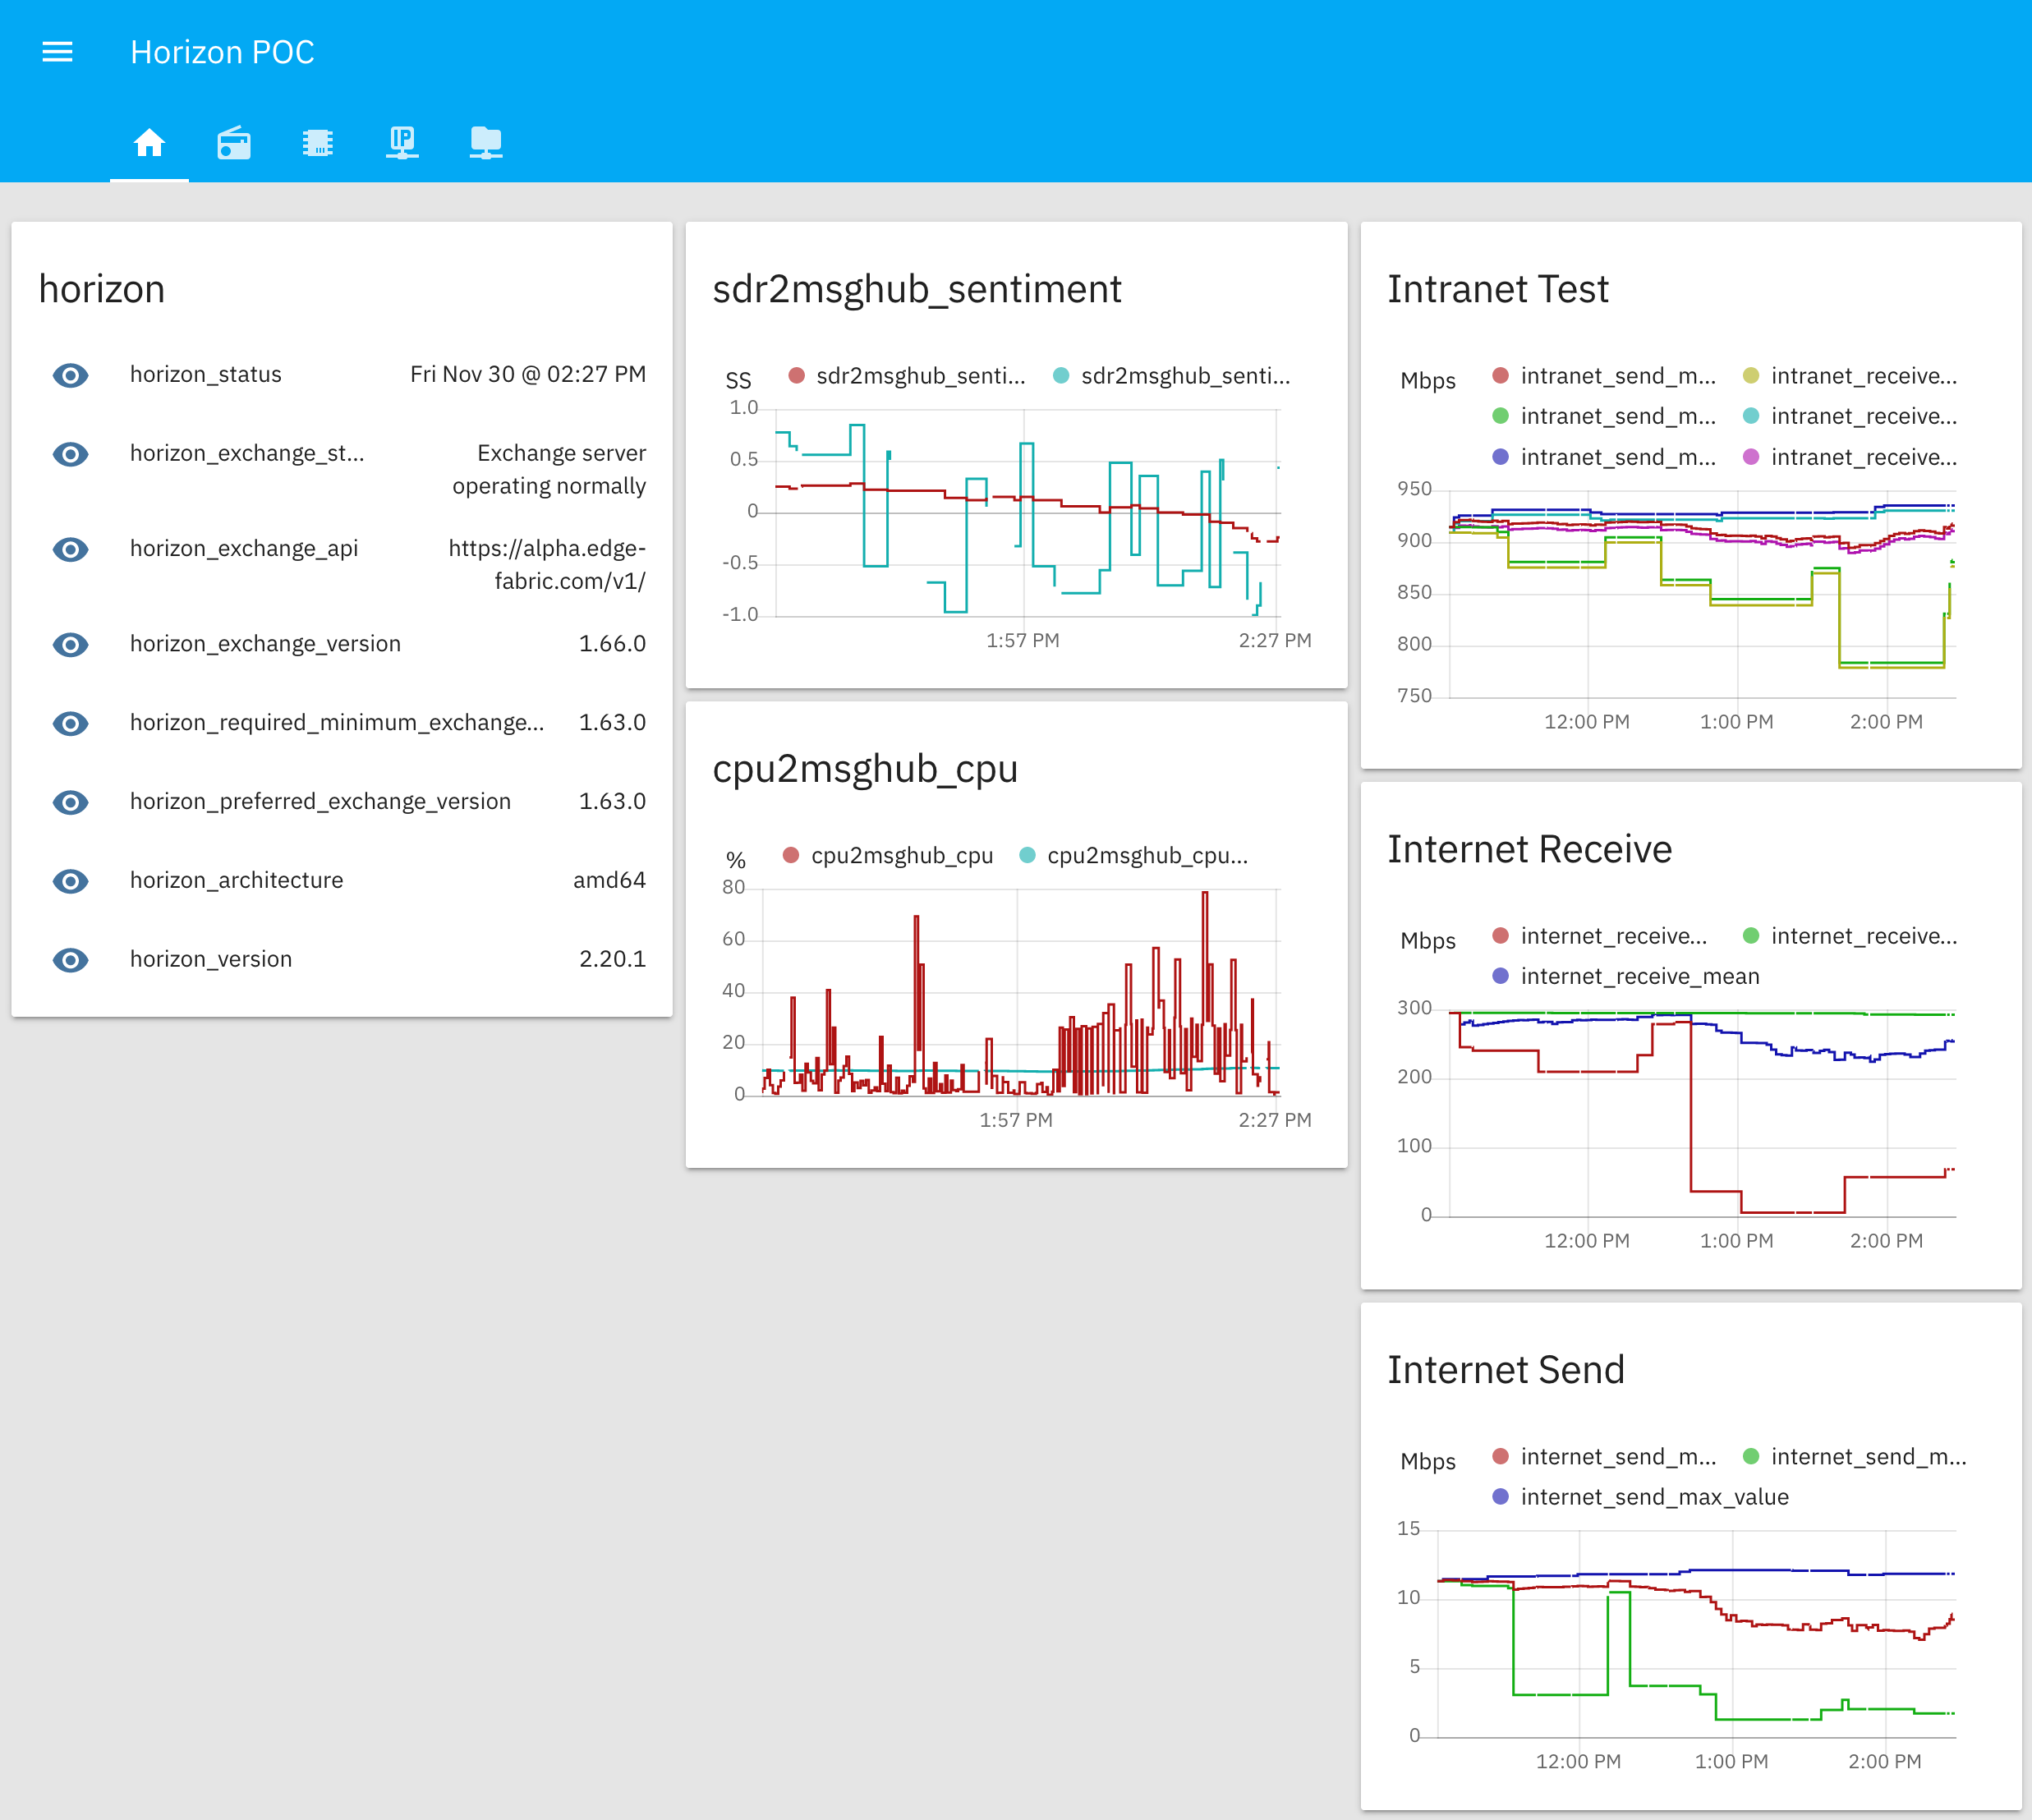 Horizon POC
horizon
horizon_status Fri Nov 30 @ 02:27 PM
horizon_exchange_st... Exchange server
operating normally
horizon_exchange_api https://alpha.edge-
fabric.com/v1/
horizon_exchange_version 1.66.0
horizon_required_minimum_exchange... 1.63.0
horizon_preferred_exchange_version 1.63.0
horizon_architecture amd64
horizon_version 2.20.1
sdr2msghub_sentiment
SS sdr2msghub_senti... sdr2msghub_senti...
1.0
0.5
0
-0.5
-1.0
1:57 PM 2:27 PM
cpu2msghub_cpu
% cpu2msghub_cpu cpu2msghub_cpu...
80
60
40
20
0
1:57 PM 2:27 PM
Intranet Test
Mbps intranet_send_m... intranet_receive...
intranet_send_m... intranet_receive...
intranet_send_m... intranet_receive...
950
900
850
800
750
12:00 PM 1:00 PM 2:00 PM
Internet Receive
Mbps internet_receive... internet_receive...
internet_receive_mean
300
200
100
0
12:00 PM 1:00 PM 2:00 PM
Internet Send
Mbps internet_send_m... internet_send_m...
internet_send_max_value
15
10
5
0
12:00 PM 1:00 PM 2:00 PM